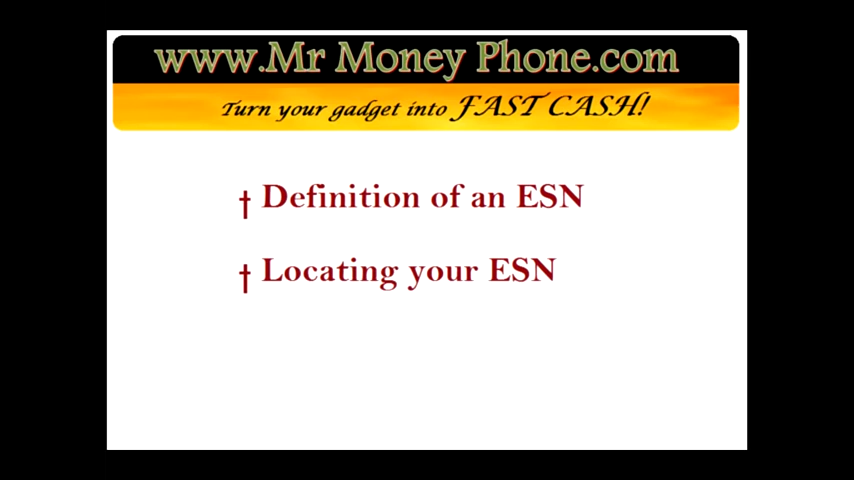 www.Mr Money Phone.com
Turn your gadget into FAST CASH!
† Definition of an ESN
† Locating your ESN